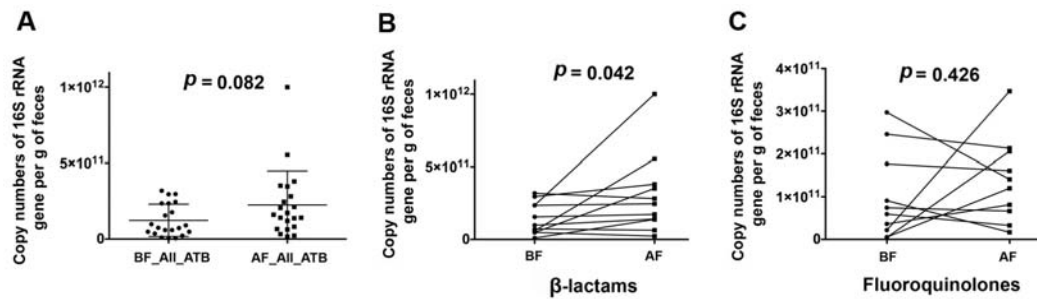 A
Copy numbers of 16S rRNA
gene per g of feces
p = 0.082
1×10¹²
5×10¹¹
0
BF_All_ATB
AF_All_ATB
B
Copy numbers of 16S rRNA
gene per g of feces
p = 0.042
1×10¹²
5×10¹¹
0
BF
AF
β-lactams
C
Copy numbers of 16S rRNA
gene per g of feces
p = 0.426
4×10¹¹
3×10¹¹
2×10¹¹
1×10¹¹
0
BF
AF
Fluoroquinolones